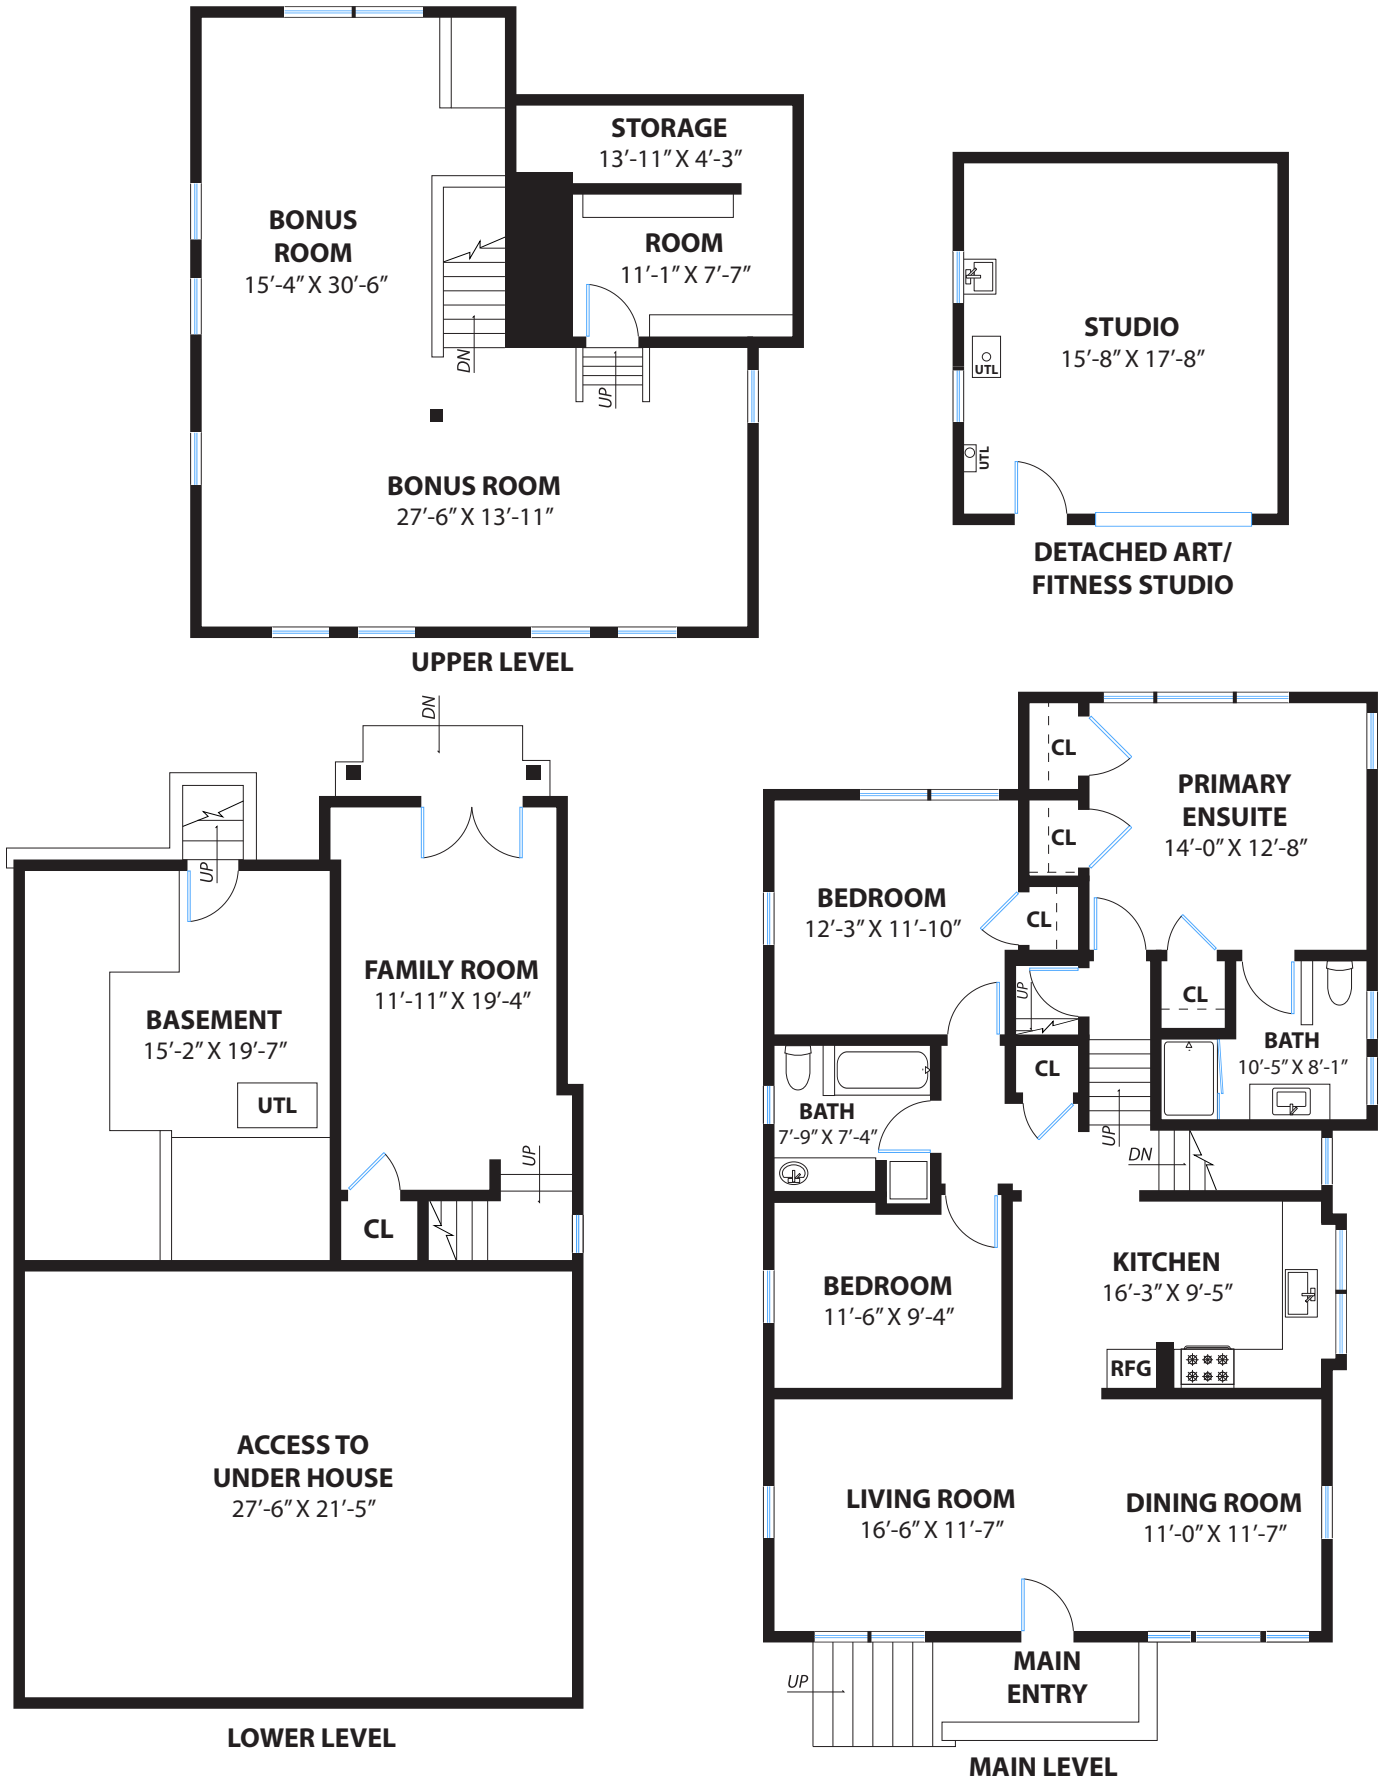 STORAGE
13'-11" X 4'-3"
BONUS
ROOM
15'-4" X 30'-6"
ROOM
11'-1" X 7'-7"
DN
UP
BONUS ROOM
27'-6" X 13'-11"
UPPER LEVEL
STUDIO
15'-8" X 17'-8"
UTL
UTL
DETACHED ART/
FITNESS STUDIO
DN
UP
FAMILY ROOM
11'-11" X 19'-4"
BASEMENT
15'-2" X 19'-7"
UTL
UP
CL
ACCESS TO
UNDER HOUSE
27'-6" X 21'-5"
LOWER LEVEL
CL
PRIMARY
ENSUITE
14'-0" X 12'-8"
CL
BEDROOM
12'-3" X 11'-10"
CL
UP
CL
BATH
10'-5" X 8'-1"
CL
BATH
7'-9" X 7'-4"
UP
DN
KITCHEN
16'-3" X 9'-5"
BEDROOM
11'-6" X 9'-4"
RFG
LIVING ROOM
16'-6" X 11'-7"
DINING ROOM
11'-0" X 11'-7"
UP
MAIN
ENTRY
MAIN LEVEL